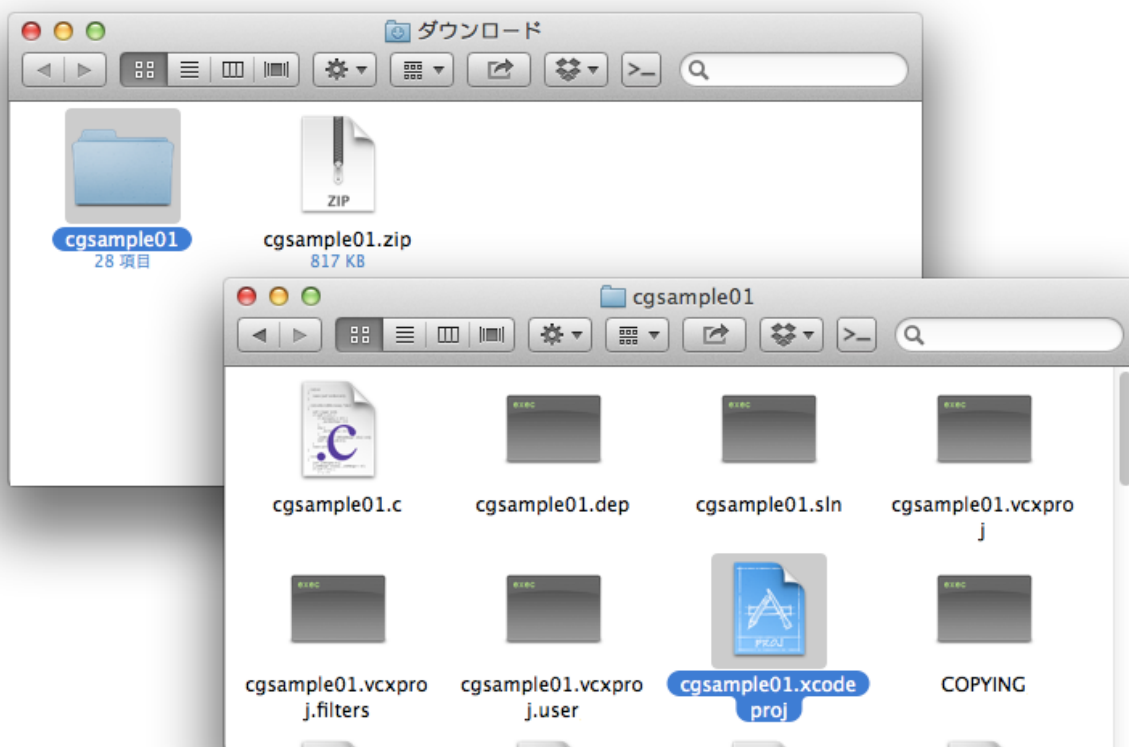 ダウンロード
ZIP
cgsample01
cgsample01.zip
28 項目
817 KB
cgsample01
.c
exec
exec
exec
cgsample01.c
cgsample01.dep
cgsample01.sln
cgsample01.vcxpro
j
exec
exec
PROJ
exec
cgsample01.vcxpro
j.filters
cgsample01.vcxpro
j.user
cgsample01.xcode
proj
COPYING